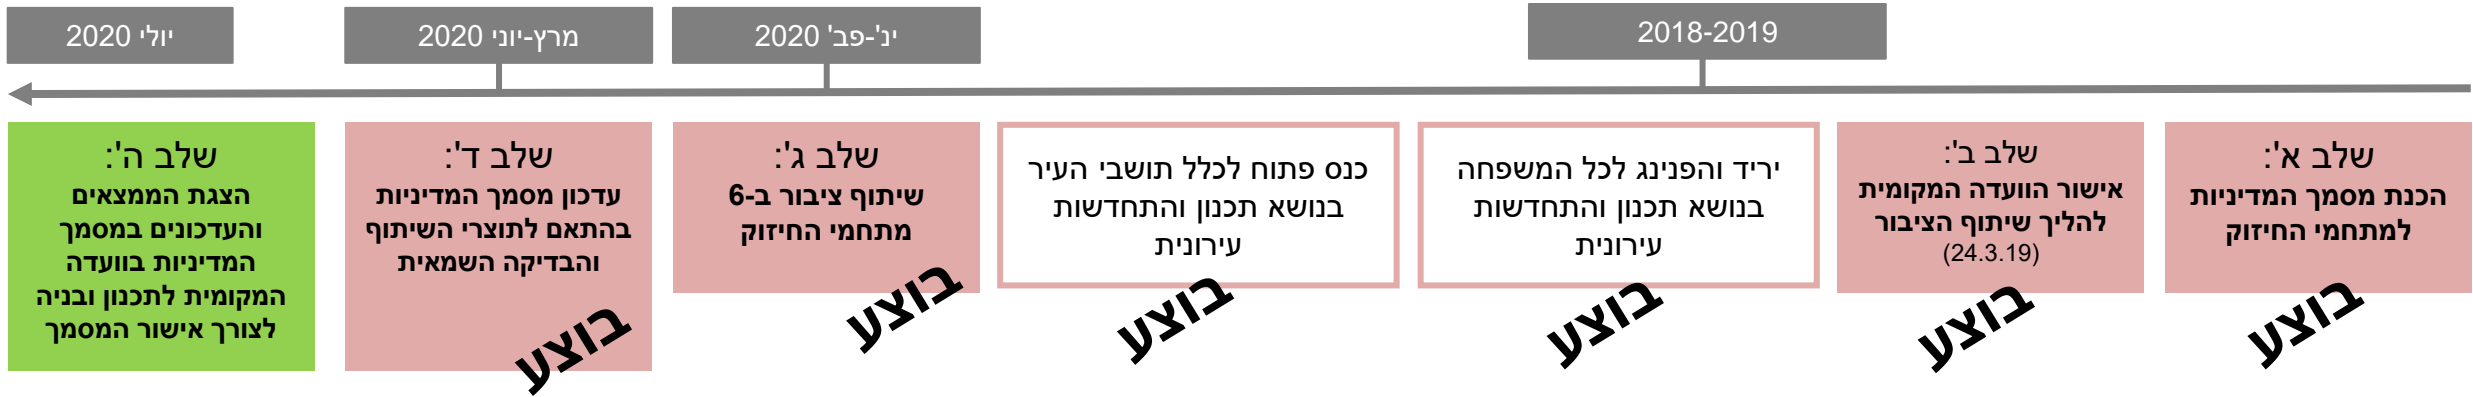 2018-2019
ינ'-פב' 2020
מרץ-יוני 2020
יולי 2020
שלב א':
הכנת מסמך המדיניות
למתחמי החיזוק
בוצע
שלב ב':
אישור הוועדה המקומית
להליך שיתוף הציבור
(24.3.19)
בוצע
יריד והפנינג לכל המשפחה
בנושא תכנון והתחדשות
עירונית
בוצע
כנס פתוח לכלל תושבי העיר
בנושא תכנון והתחדשות
עירונית
בוצע
שלב ג':
שיתוף ציבור ב-6
מתחמי החיזוק
בוצע
שלב ד':
עדכון מסמך המדיניות
בהתאם לתוצרי השיתוף
והבדיקה השמאית
בוצע
שלב ה':
הצגת הממצאים
והעדכונים במסמך
המדיניות בוועדה
המקומית לתכנון ובניה
לצורך אישור המסמך